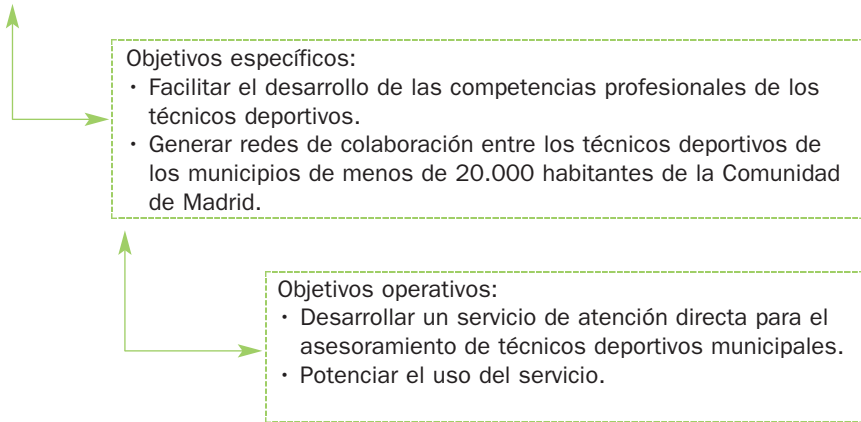 Objetivos específicos:
· Facilitar el desarrollo de las competencias profesionales de los
técnicos deportivos.
· Generar redes de colaboración entre los técnicos deportivos de
los municipios de menos de 20.000 habitantes de la Comunidad
de Madrid.
Objetivos operativos:
· Desarrollar un servicio de atención directa para el
asesoramiento de técnicos deportivos municipales.
· Potenciar el uso del servicio.